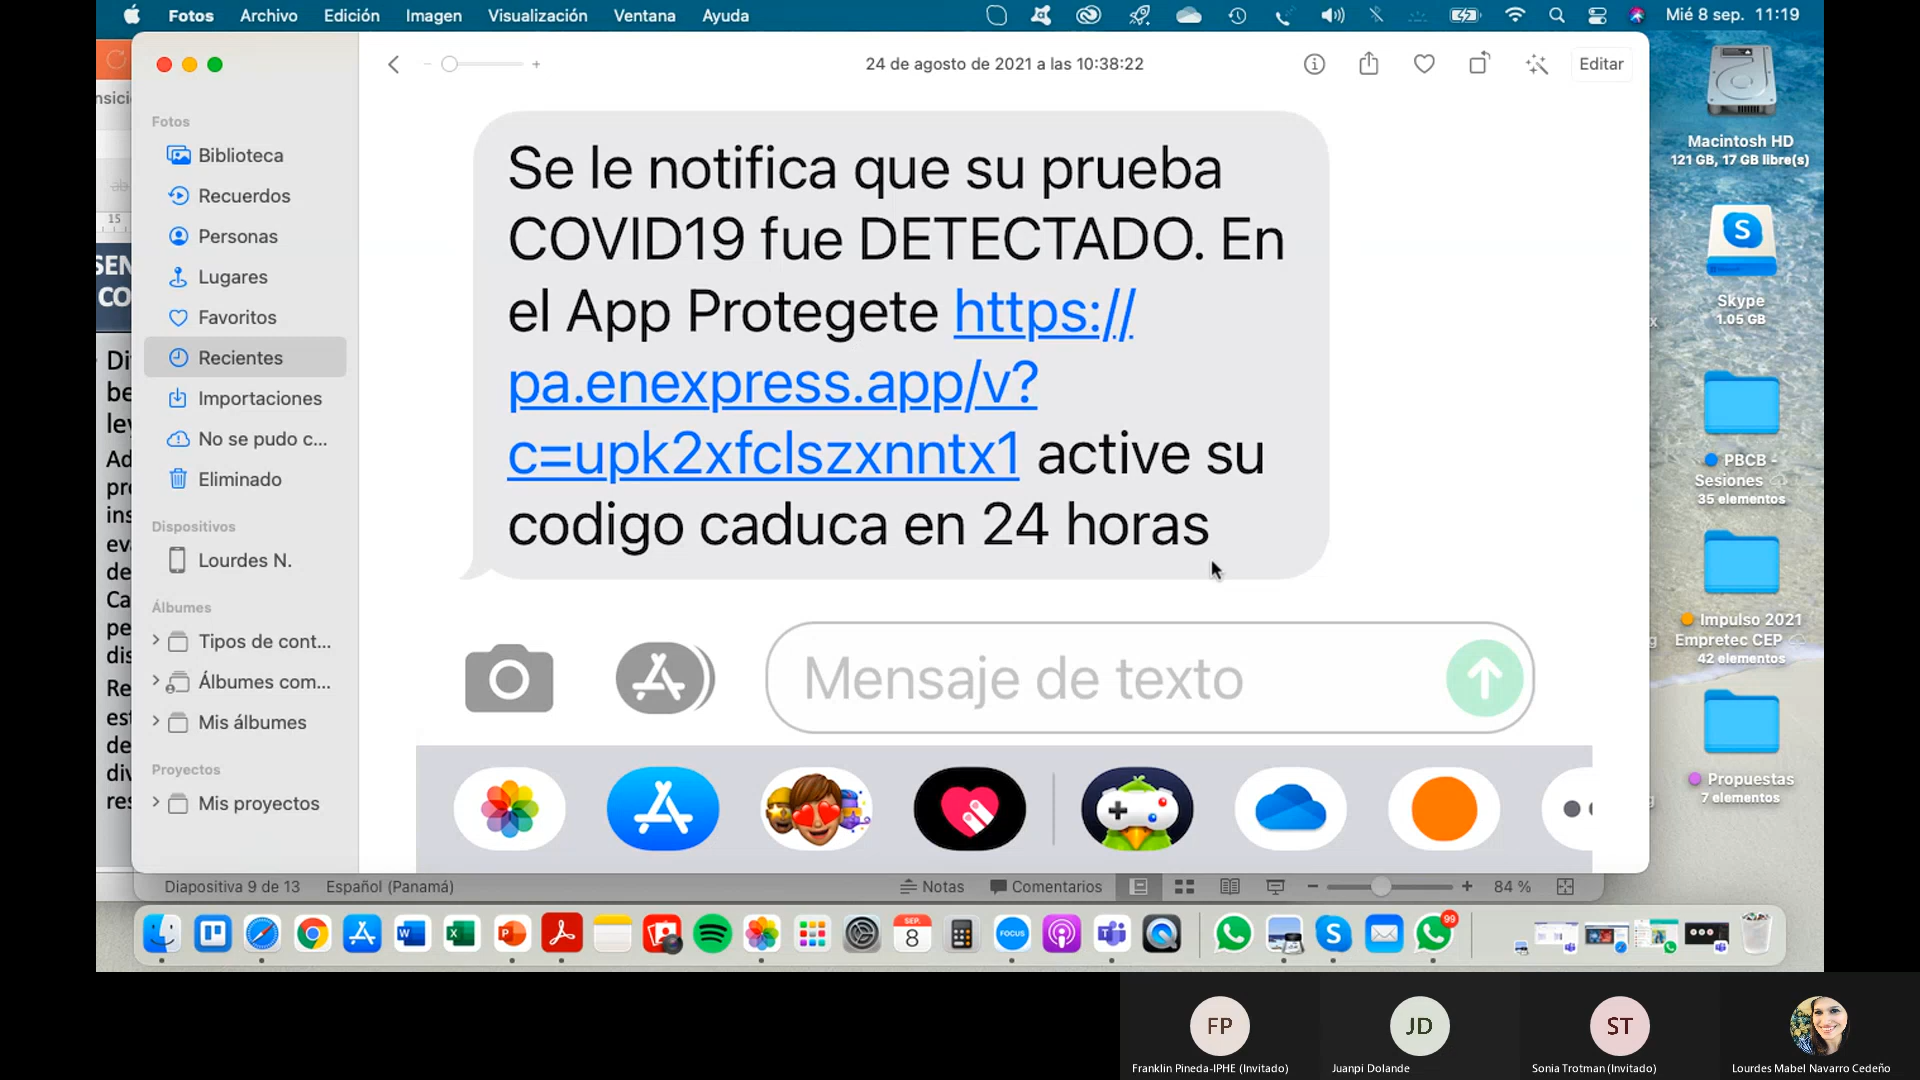 Fotos Archivo Edición Imagen Visualización Ventana Ayuda Mié 8 sep. 11:19
24 de agosto de 2021 a las 10:38:22 Editar
Fotos
Biblioteca
Recuerdos
Personas
Lugares
Favoritos
Recientes
Importaciones
No se pudo c...
Eliminado
Dispositivos
Lourdes N.
Álbumes
Tipos de cont...
Álbumes com...
Mis álbumes
Proyectos
Mis proyectos
Se le notifica que su prueba
COVID19 fue DETECTADO. En
el App Protegete https://
pa.enexpress.app/v?
c=upk2xfclszxnntx1 active su
codigo caduca en 24 horas
Mensaje de texto
Macintosh HD
121 GB, 17 GB libre(s)
Skype
1.05 GB
PBCB -
Sesiones
35 elementos
Impulso 2021
Empretec CEP
42 elementos
Propuestas
7 elementos
15
Diapositiva 9 de 13 Español (Panamá) Notas Comentarios 84 %
SEP.
8
FOCUS
99
FP JD ST
Franklin Pineda-IPHE (Invitado) Juanpi Dolande Sonia Trotman (Invitado) Lourdes Mabel Navarro Cedeño